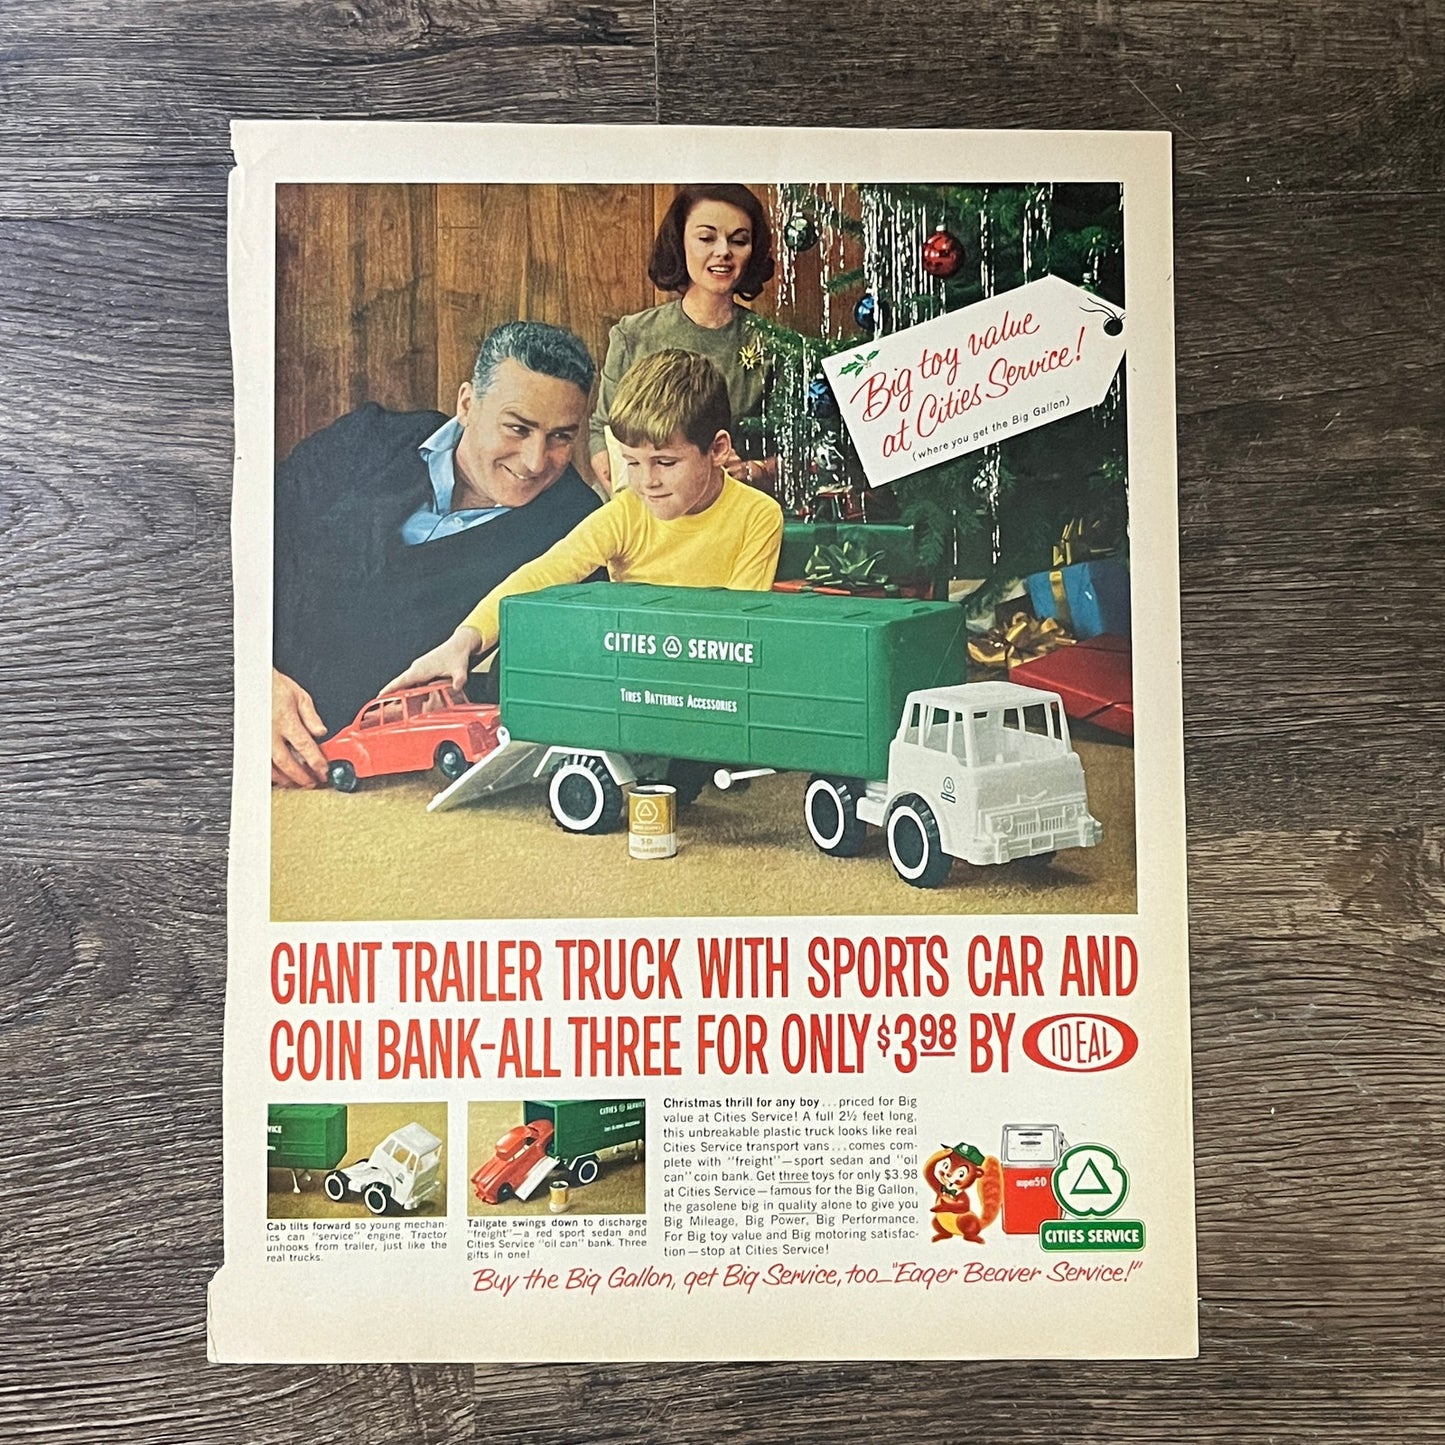 Big toy value
at Cities Service!
(where you get the Big Gallon)
CITIES SERVICE
TIRES BATTERIES ACCESSORIES
GIANT TRAILER TRUCK WITH SPORTS CAR AND
COIN BANK-ALL THREE FOR ONLY $3.98 BY IDEAL
Cab tilts forward so young mechan-
ics can "service" engine. Tractor
unhooks from trailer, just like the
real trucks.
CITIES SERVICE
Tailgate swings down to discharge
"freight"—a red sport sedan and
Cities Service "oil can" bank. Three
gifts in one!
Christmas thrill for any boy...priced for Big
value at Cities Service! A full 2½ feet long,
this unbreakable plastic truck looks like real
Cities Service transport vans...comes com-
plete with "freight"—sport sedan and "oil
can" coin bank. Get three toys for only $3.98
at Cities Service—famous for the Big Gallon,
the gasolene big in quality alone to give you
Big Mileage, Big Power, Big Performance.
For Big toy value and Big motoring satisfac-
tion—stop at Cities Service!
super 5-D
CITIES SERVICE
Buy the Big Gallon, get Big Service, too—"Eager Beaver Service!"